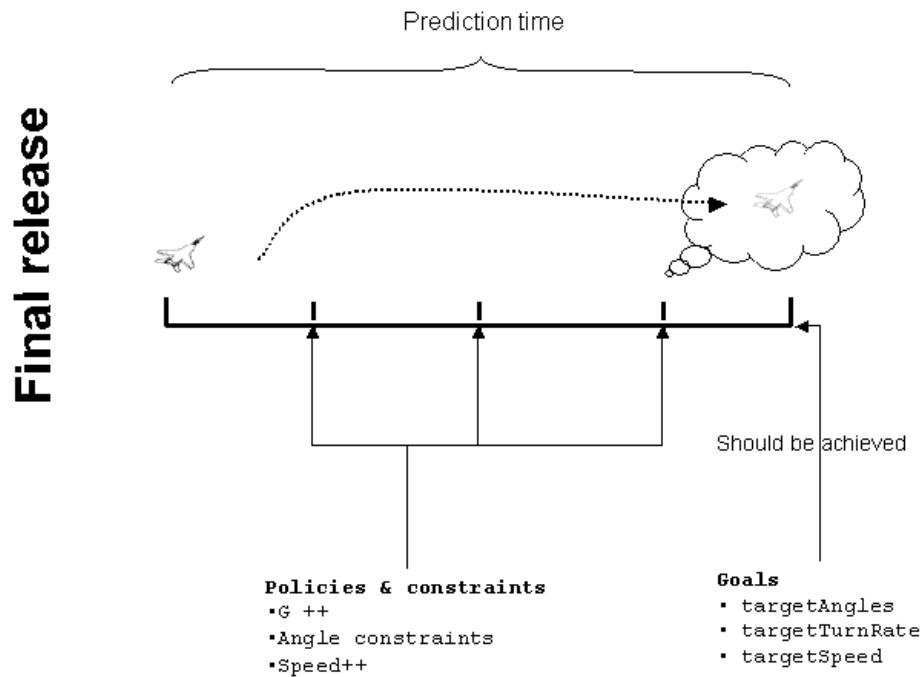 Prediction time
Final release
Should be achieved
Policies & constraints
▪G ++
▪Angle constraints
▪Speed++
Goals
▪ targetAngles
▪ targetTurnRate
▪ targetSpeed